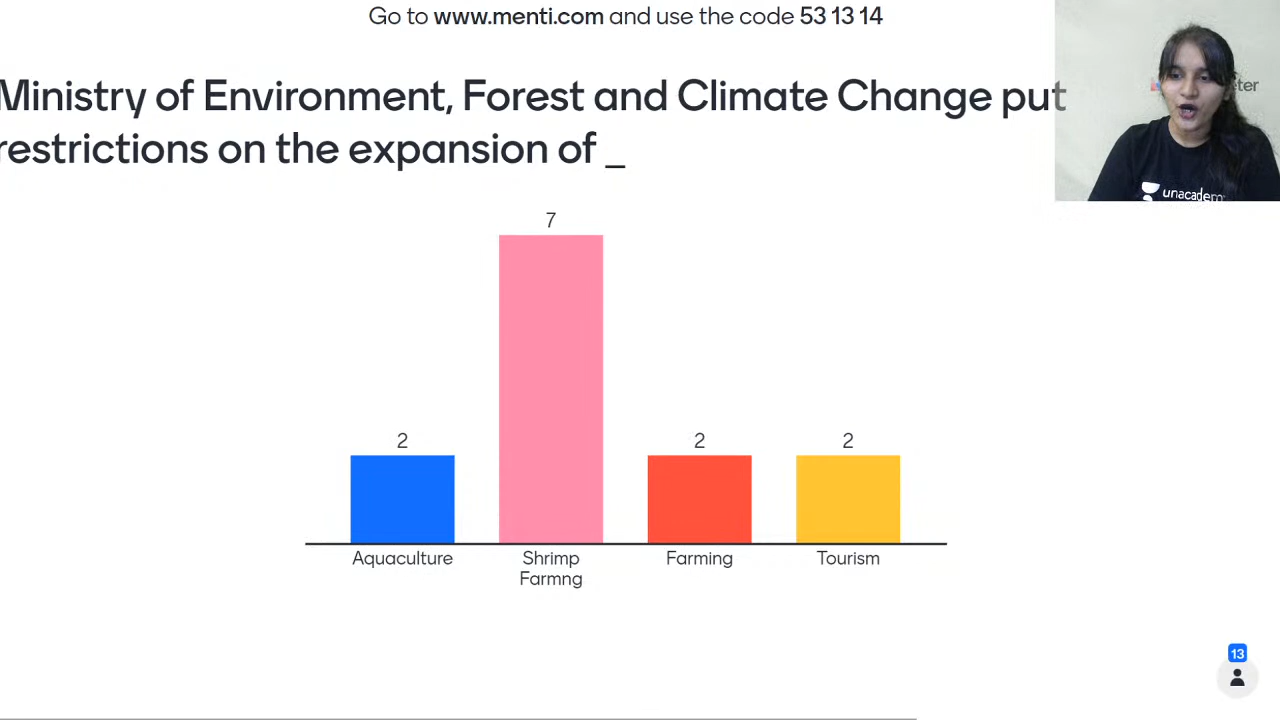 Go to www.menti.com and use the code 53 13 14
Ministry of Environment, Forest and Climate Change put
restrictions on the expansion of _
eter
unacadem
7
2
2
2
Aquaculture
Shrimp
Farmng
Farming
Tourism
13